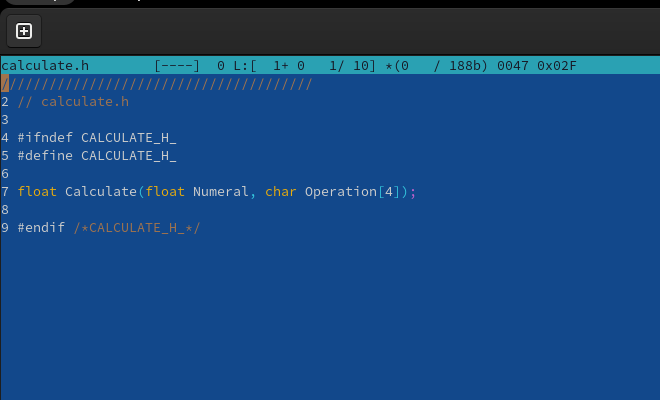 calculate.h [----] 0 L:[ 1+ 0 1/ 10] *(0 / 188b) 0047 0x02F
///////////////////////////////////////
2 // calculate.h
3
4 #ifndef CALCULATE_H_
5 #define CALCULATE_H_
6
7 float Calculate(float Numeral, char Operation[4]);
8
9 #endif /*CALCULATE_H_*/